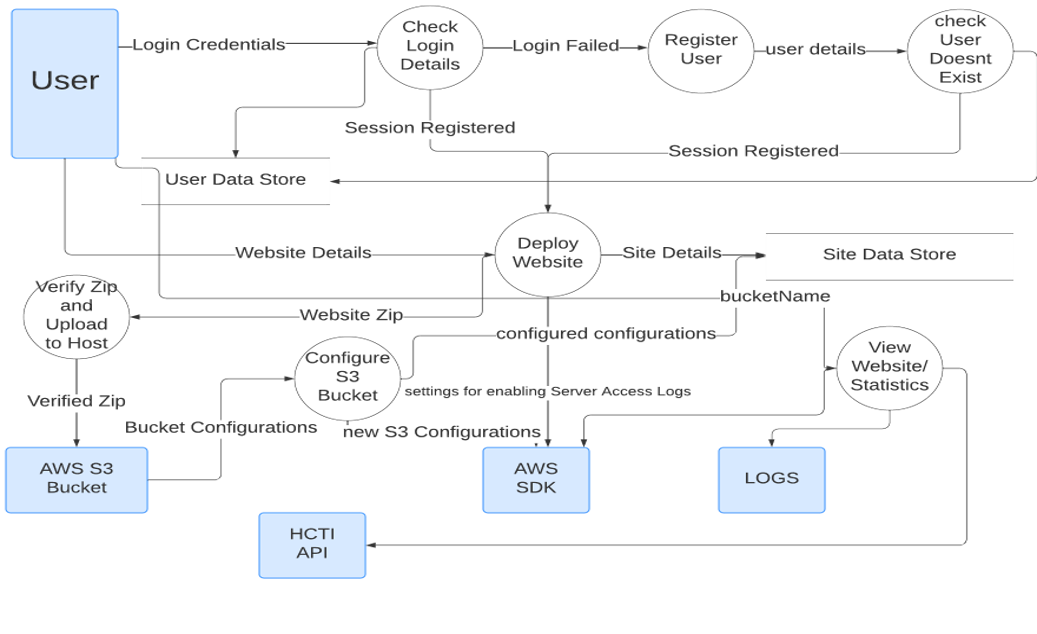 User
Login Credentials
Check
Login
Details
Login Failed
Register
User
user details
check
User
Doesnt
Exist
Session Registered
Session Registered
User Data Store
Website Details
Deploy
Website
Site Details
Site Data Store
bucketName
Verify Zip
and
Upload
to Host
Website Zip
configured configurations
Configure
S3
Bucket
View
Website/
Statistics
settings for enabling Server Access Logs
Verified Zip
Bucket Configurations
new S3 Configurations
AWS S3
Bucket
AWS
SDK
LOGS
HCTI
API